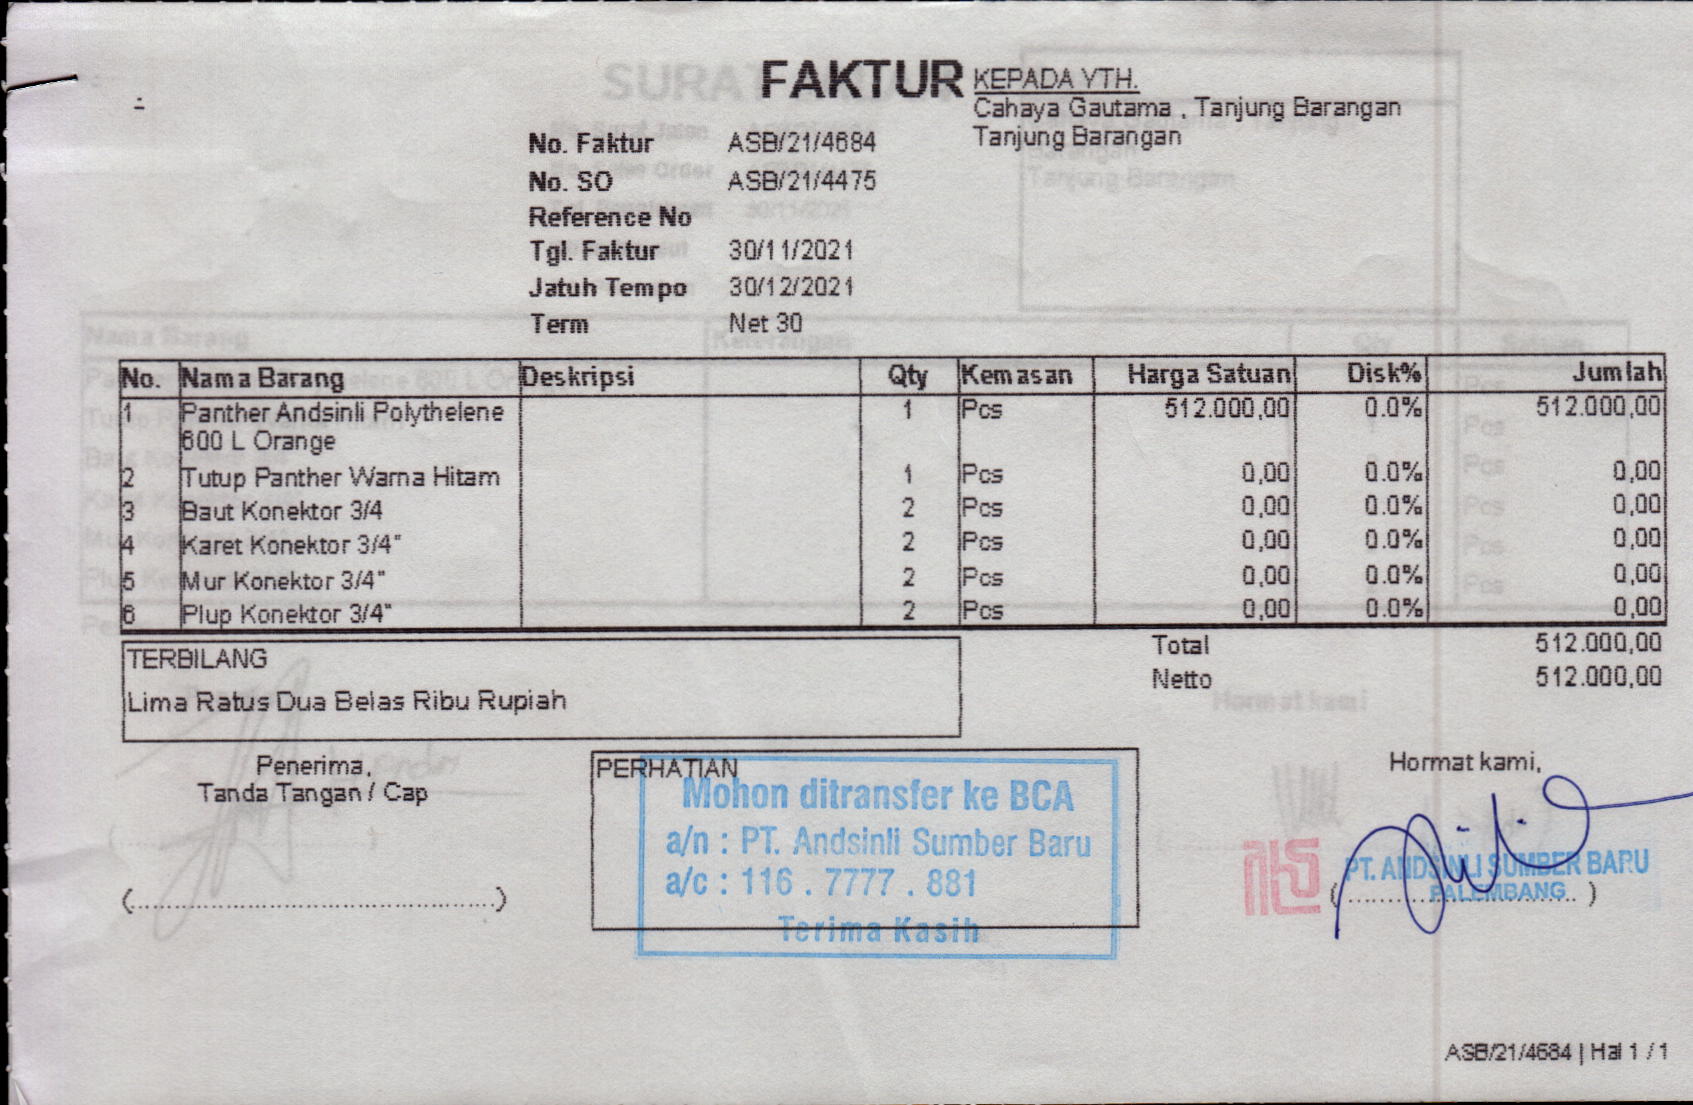 FAKTUR
KEPADA YTH.
Cahaya Gautama , Tanjung Barangan
Tanjung Barangan
No. Faktur ASB/21/4684
No. SO ASB/21/4475
Reference No
Tgl. Faktur 30/11/2021
Jatuh Tempo 30/12/2021
Term Net 30
No. Nama Barang Deskripsi Qty Kemasan Harga Satuan Disk% Jumlah
1 Panther Andsinli Polythelene 1 Pcs 512.000,00 0.0% 512.000,00
600 L Orange
2 Tutup Panther Warna Hitam 1 Pcs 0,00 0.0% 0,00
3 Baut Konektor 3/4 2 Pcs 0,00 0.0% 0,00
4 Karet Konektor 3/4" 2 Pcs 0,00 0.0% 0,00
5 Mur Konektor 3/4" 2 Pcs 0,00 0.0% 0,00
6 Plup Konektor 3/4" 2 Pcs 0,00 0.0% 0,00
Total 512.000,00
Netto 512.000,00
TERBILANG
Lima Ratus Dua Belas Ribu Rupiah
Penerima,
Tanda Tangan / Cap
(..............................................)
PERHATIAN
Mohon ditransfer ke BCA
a/n : PT. Andsinli Sumber Baru
a/c : 116 . 7777 . 881
Terima Kasih
Hormat kami,
PT. ANDSINLI SUMBER BARU
PALEMBANG
(..............................)
ASB/21/4684 | Hal 1 / 1